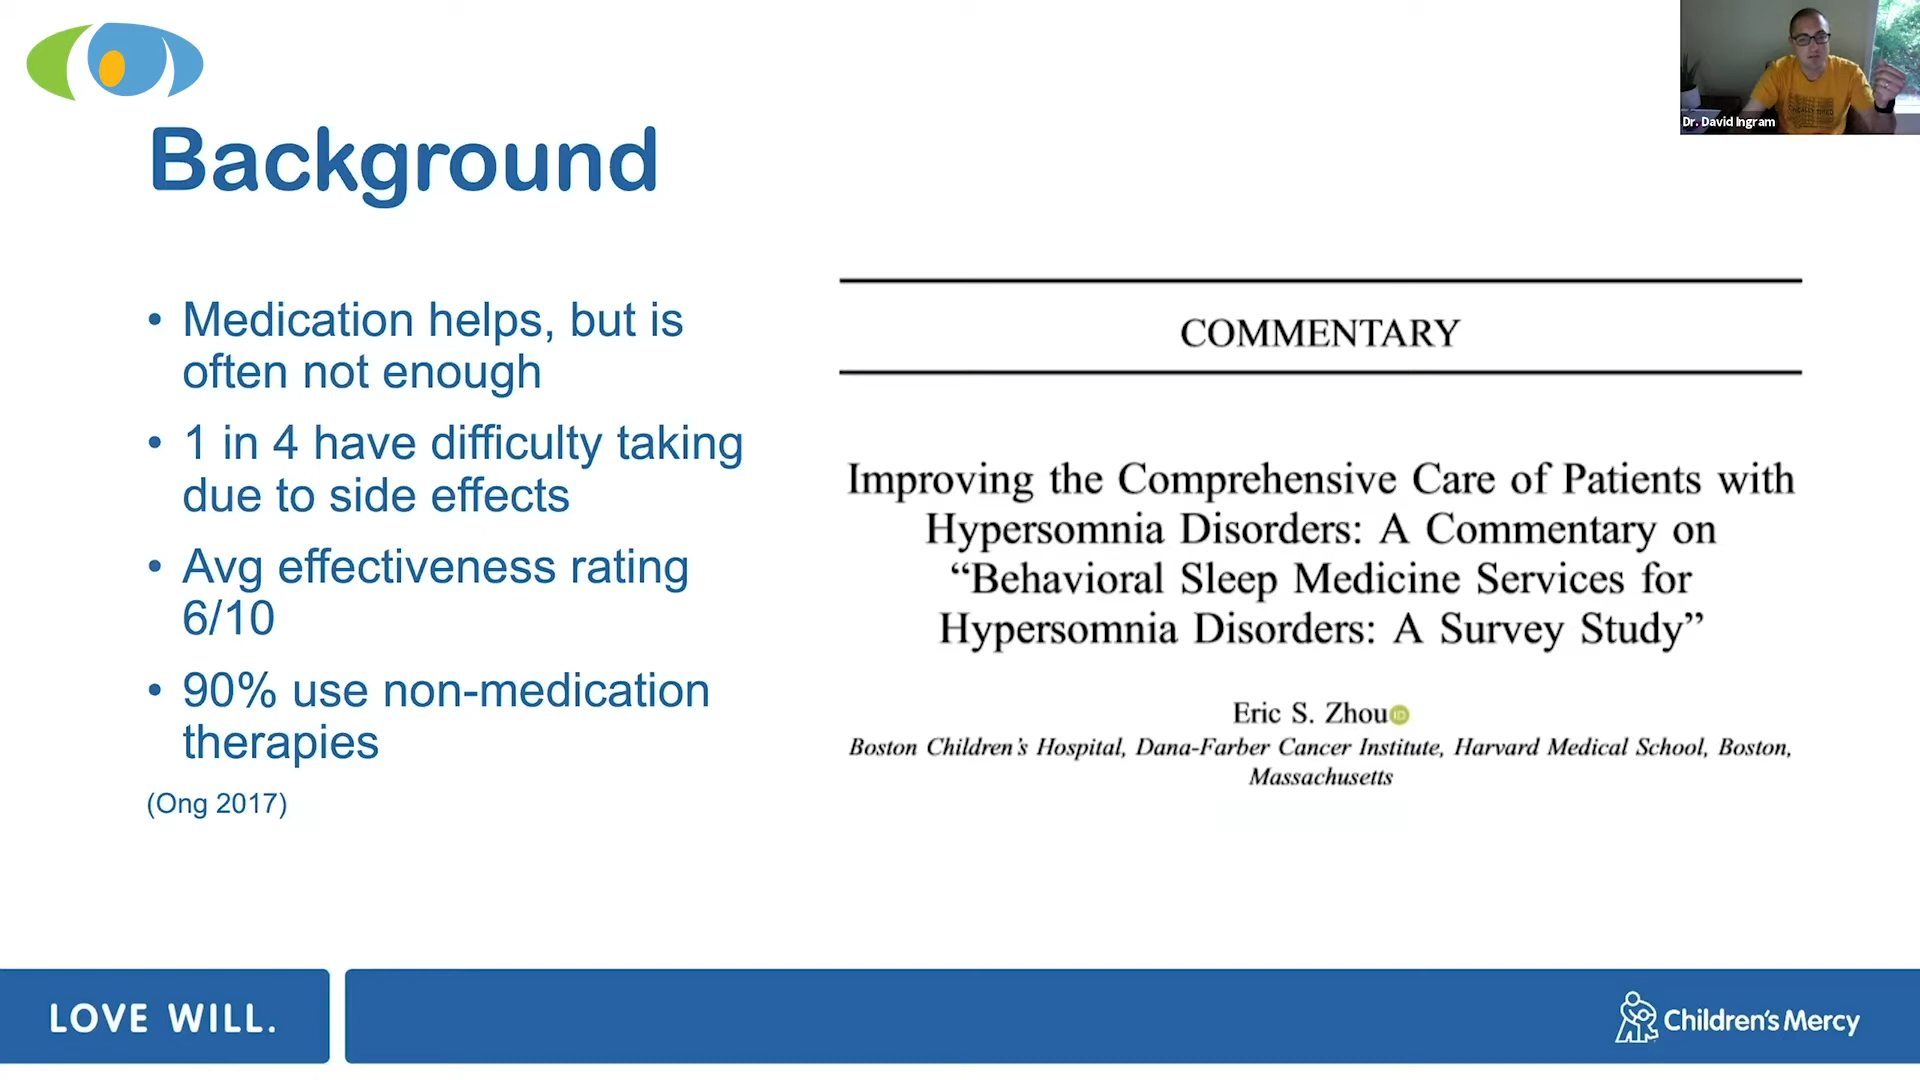 Dr. David Ingram
Background
• Medication helps, but is
often not enough
• 1 in 4 have difficulty taking
due to side effects
• Avg effectiveness rating
6/10
• 90% use non-medication
therapies
(Ong 2017)
COMMENTARY
Improving the Comprehensive Care of Patients with
Hypersomnia Disorders: A Commentary on
“Behavioral Sleep Medicine Services for
Hypersomnia Disorders: A Survey Study”
Eric S. Zhou iD
Boston Children’s Hospital, Dana-Farber Cancer Institute, Harvard Medical School, Boston,
Massachusetts
LOVE WILL.
Children's Mercy